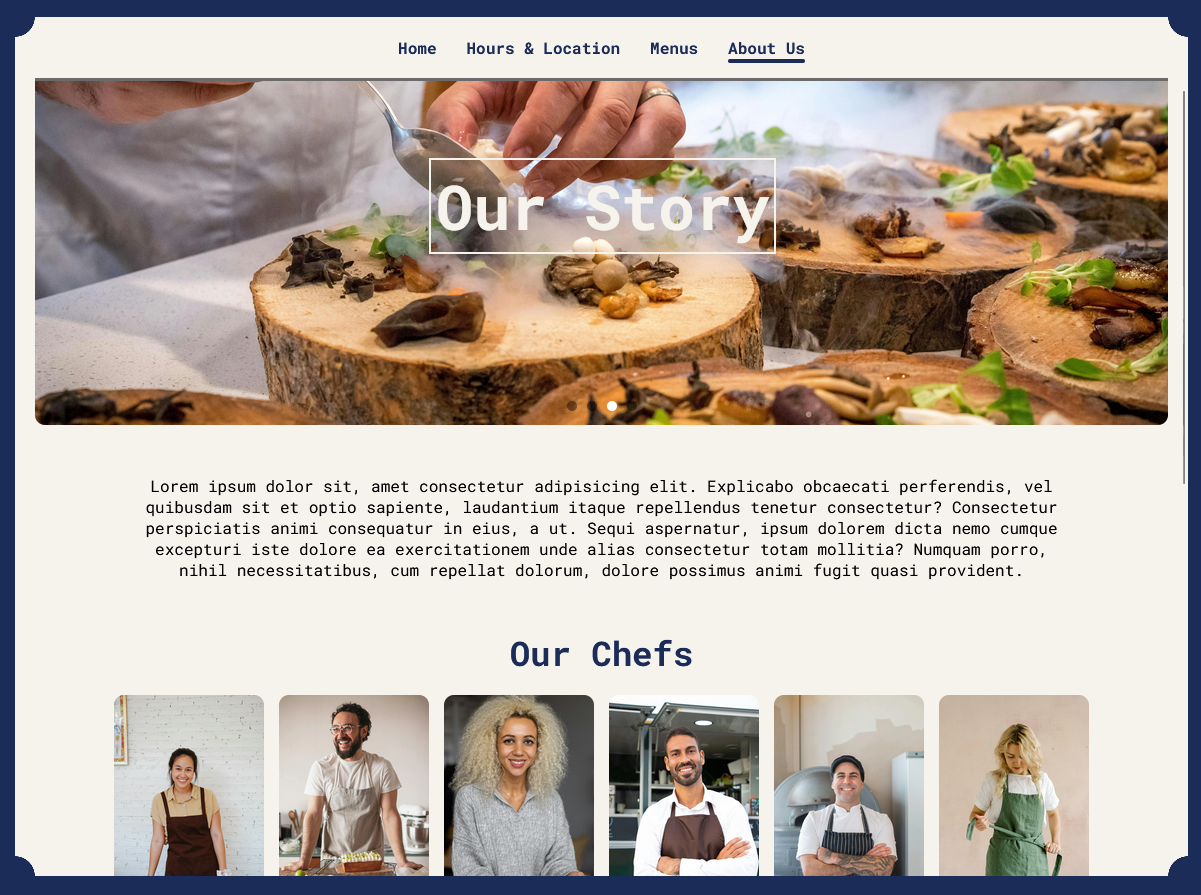 Home Hours & Location Menus About Us
Our Story
Lorem ipsum dolor sit, amet consectetur adipisicing elit. Explicabo obcaecati perferendis, vel
quibusdam sit et optio sapiente, laudantium itaque repellendus tenetur consectetur? Consectetur
perspiciatis animi consequatur in eius, a ut. Sequi aspernatur, ipsum dolorem dicta nemo cumque
excepturi iste dolore ea exercitationem unde alias consectetur totam mollitia? Numquam porro,
nihil necessitatibus, cum repellat dolorum, dolore possimus animi fugit quasi provident.
Our Chefs